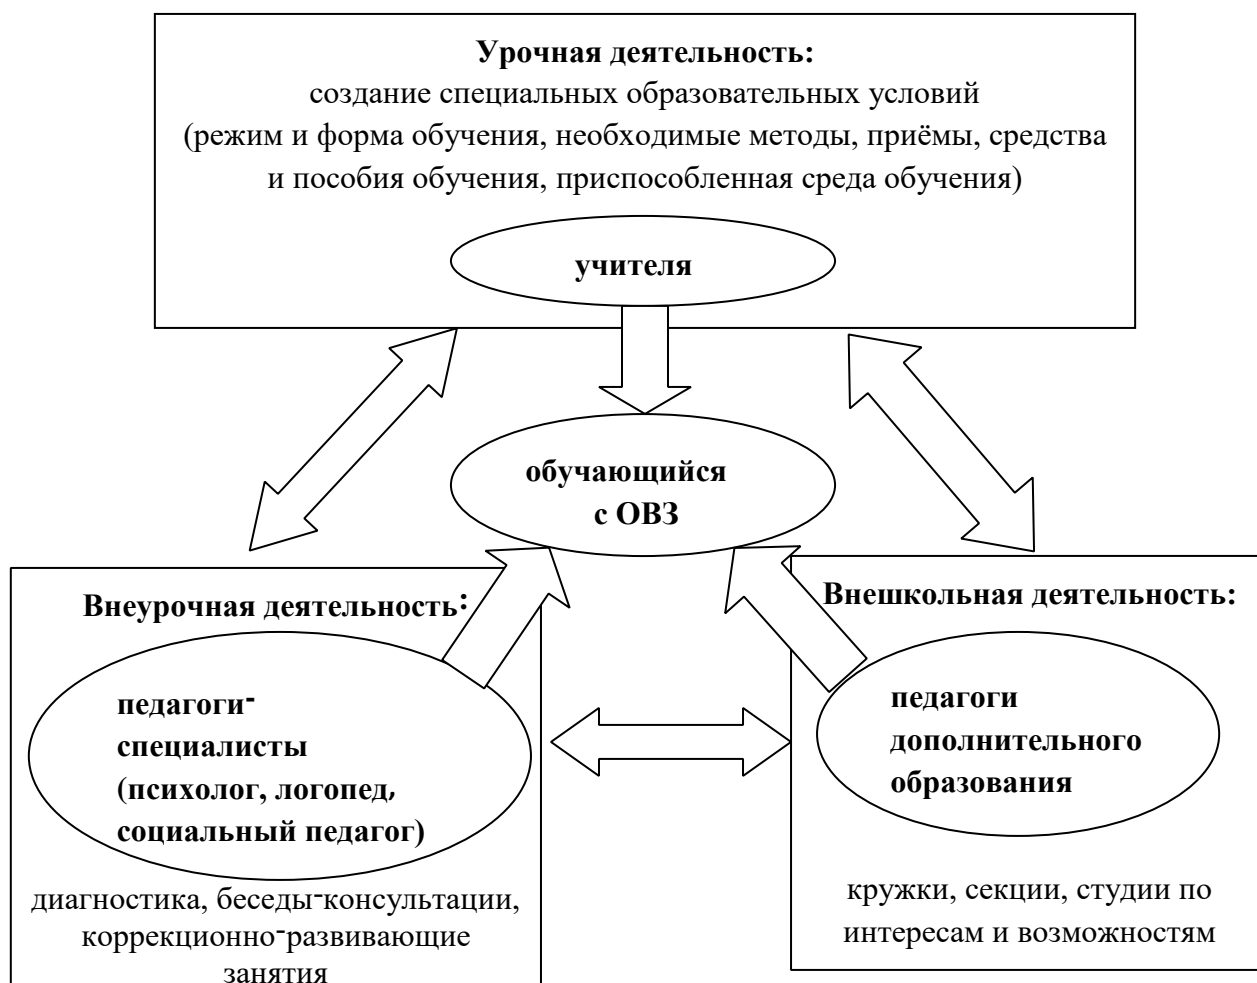 Урочная деятельность:
создание специальных образовательных условий
(режим и форма обучения, необходимые методы, приёмы, средства
и пособия обучения, приспособленная среда обучения)
учителя
обучающийся
с ОВЗ
Внеурочная деятельность:
педагоги-
специалисты
(психолог, логопед,
социальный педагог)
диагностика, беседы-консультации,
коррекционно-развивающие
занятия
Внешкольная деятельность:
педагоги
дополнительного
образования
кружки, секции, студии по
интересам и возможностям